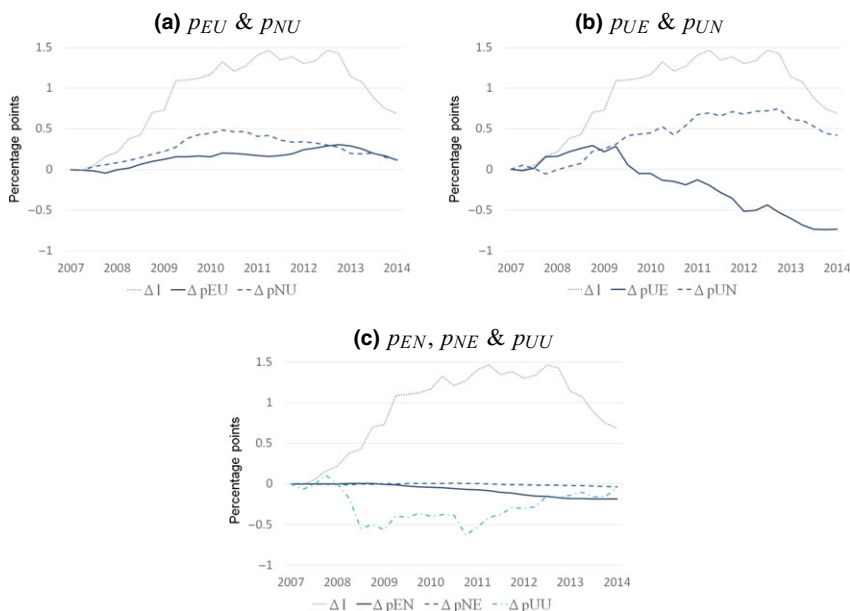 (a) pEU & pNU
Percentage points
1.5
1
0.5
0
−0.5
−1
2007 2008 2009 2010 2011 2012 2013 2014
Δ1 Δ pEU Δ pNU
(b) pUE & pUN
Percentage points
1.5
1
0.5
0
−0.5
−1
2007 2008 2009 2010 2011 2012 2013 2014
Δ1 Δ pUE Δ pUN
(c) pEN, pNE & pUU
Percentage points
1.5
1
0.5
0
−0.5
−1
2007 2008 2009 2010 2011 2012 2013 2014
Δ1 Δ pEN Δ pNE Δ pUU